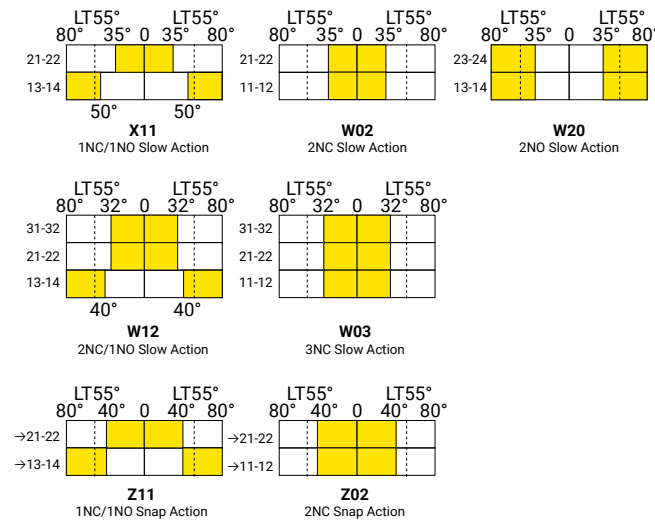 LT55° LT55°
80° 35° 0 35° 80°
21-22
13-14
50° 50°
X11
1NC/1NO Slow Action
LT55° LT55°
80° 35° 0 35° 80°
21-22
11-12
W02
2NC Slow Action
LT55° LT55°
80° 35° 0 35° 80°
23-24
13-14
W20
2NO Slow Action
LT55° LT55°
80° 32° 0 32° 80°
31-32
21-22
13-14
40° 40°
W12
2NC/1NO Slow Action
LT55° LT55°
80° 32° 0 32° 80°
31-32
21-22
11-12
W03
3NC Slow Action
LT55° LT55°
80° 40° 0 40° 80°
→21-22
→13-14
Z11
1NC/1NO Snap Action
LT55° LT55°
80° 40° 0 40° 80°
→21-22
→11-12
Z02
2NC Snap Action